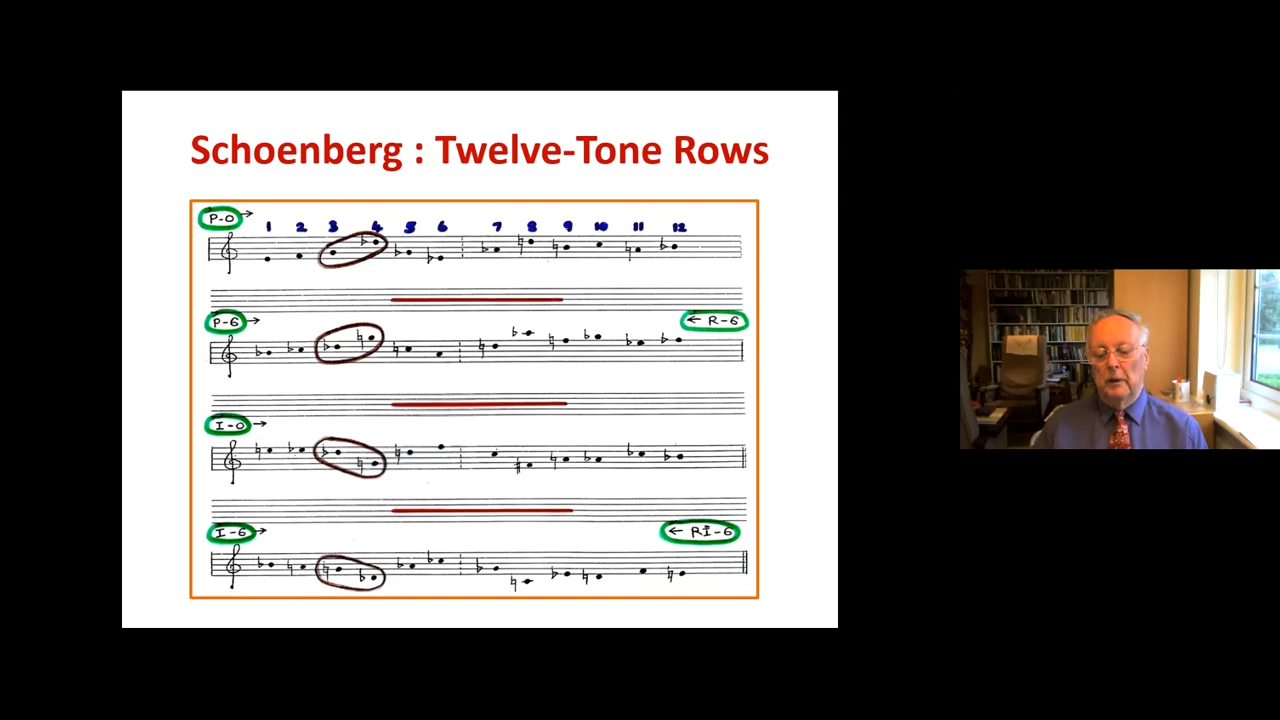 Schoenberg : Twelve-Tone Rows
P-0 →
1 2 3 4 5 6 7 8 9 10 11 12
P-6 → ← R-6
I-0 →
I-6 → ← RI-6